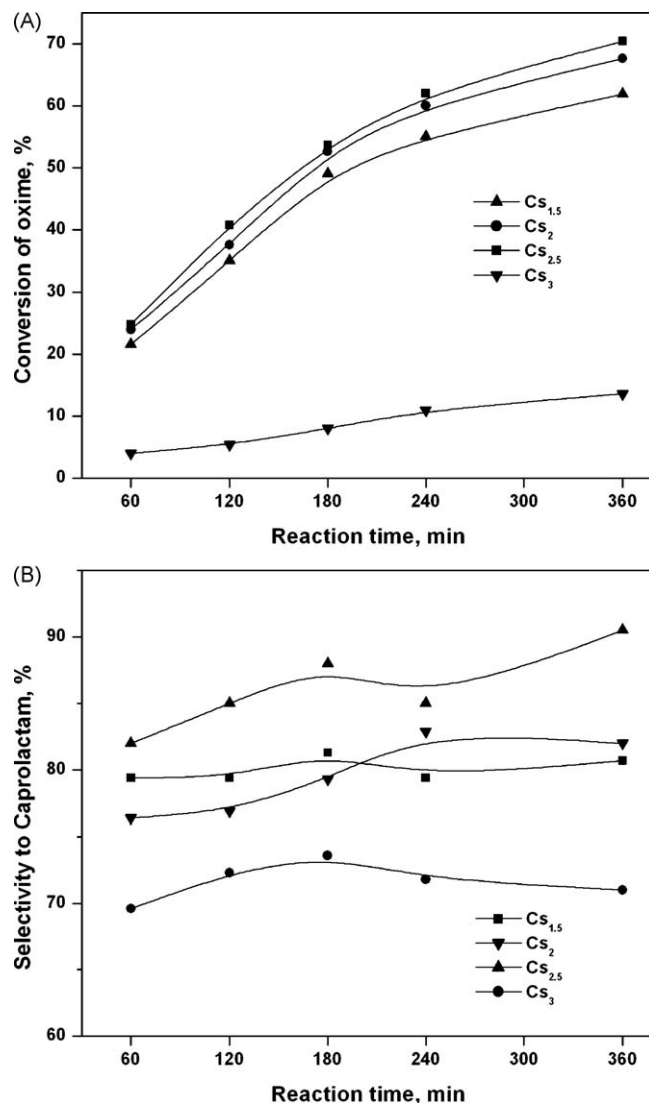 (A)
70
60
50
40
30
20
10
0
Conversion of oxime, %
Cs1.5
Cs2
Cs2.5
Cs3
60 120 180 240 300 360
Reaction time, min
(B)
90
80
70
60
Selectivity to Caprolactam, %
Cs1.5
Cs2
Cs2.5
Cs3
60 120 180 240 300 360
Reaction time, min